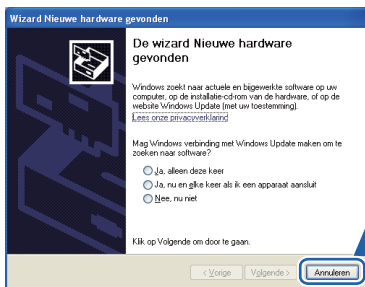 Wizard Nieuwe hardware gevonden
De wizard Nieuwe hardware
gevonden
Windows zoekt naar actuele en bijgewerkte software op uw
computer, op de installatie-cd-rom van de hardware, of op de
website Windows Update (met uw toestemming).
Lees onze privacyverklaring
Mag Windows verbinding met Windows Update maken om te
zoeken naar software?
Ja, alleen deze keer
Ja, nu en elke keer als ik een apparaat aansluit
Nee, nu niet
Klik op Volgende om door te gaan.
< Vorige
Volgende >
Annuleren